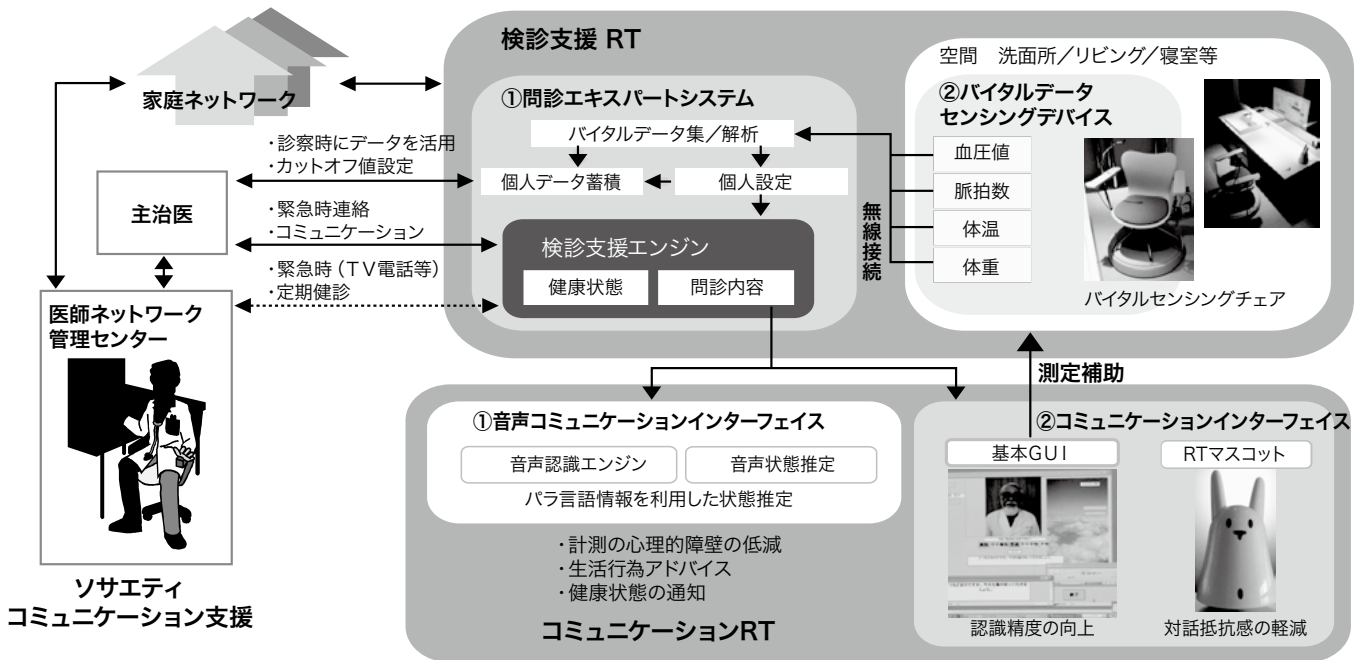 検診支援 RT
家庭ネットワーク
①問診エキスパートシステム
バイタルデータ集／解析
個人データ蓄積
個人設定
検診支援エンジン
健康状態
問診内容
・診察時にデータを活用
・カットオフ値設定
主治医
・緊急時連絡
・コミュニケーション
・緊急時（TV電話等）
・定期健診
医師ネットワーク
管理センター
ソサエティ
コミュニケーション支援
無線接続
空間　洗面所／リビング／寝室等
②バイタルデータ
センシングデバイス
血圧値
脈拍数
体温
体重
バイタルセンシングチェア
測定補助
①音声コミュニケーションインターフェイス
音声認識エンジン
音声状態推定
パラ言語情報を利用した状態推定
・計測の心理的障壁の低減
・生活行為アドバイス
・健康状態の通知
コミュニケーションRT
②コミュニケーションインターフェイス
基本GUI
RTマスコット
認識精度の向上
対話抵抗感の軽減